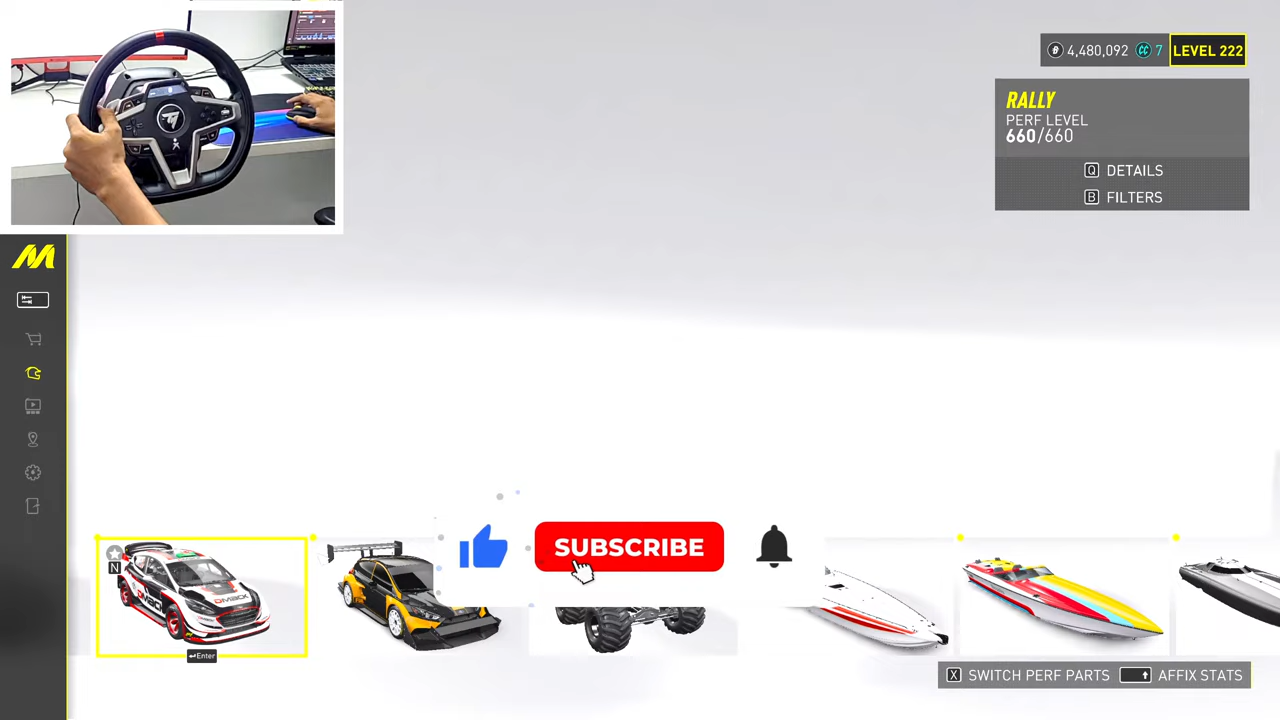 4,480,092 7 LEVEL 222
RALLY
PERF LEVEL
660/660
Q DETAILS
B FILTERS
N
DMACK
SUBSCRIBE
Enter
X SWITCH PERF PARTS
AFFIX STATS